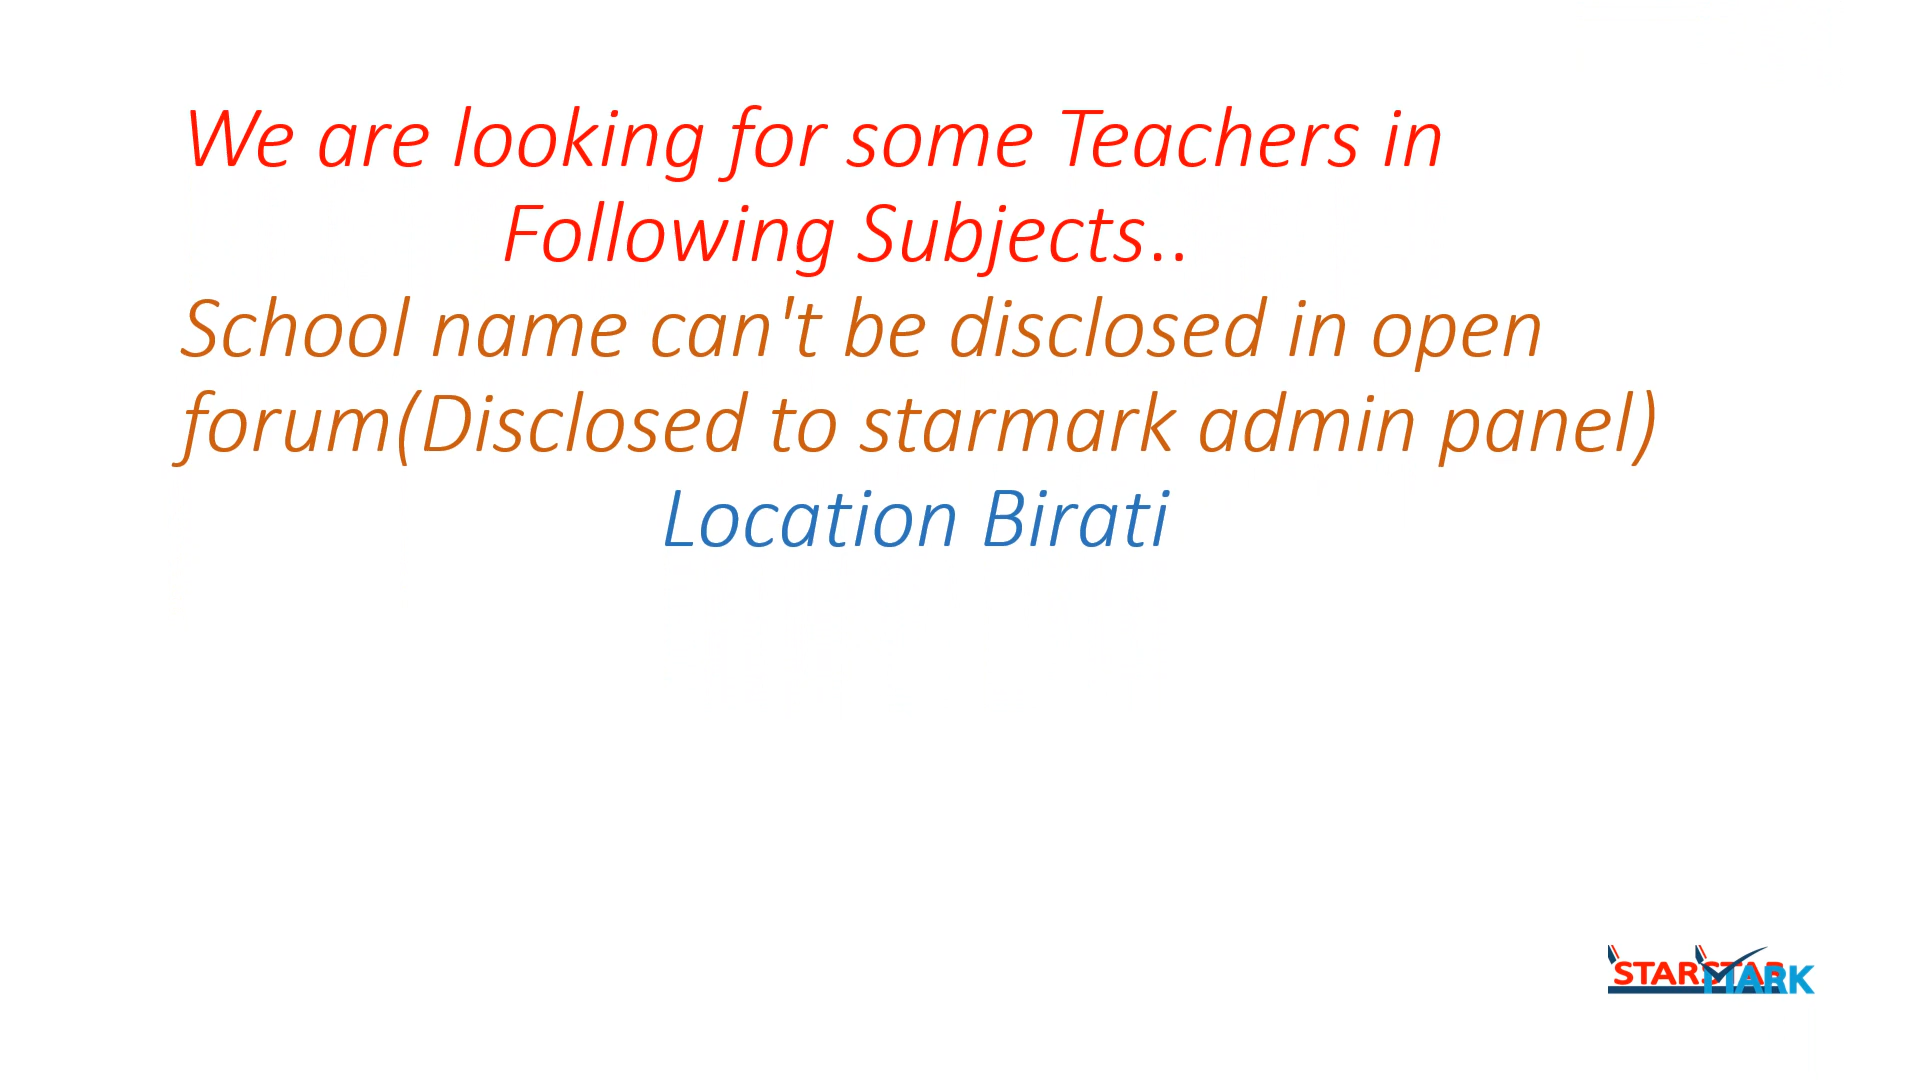 We are looking for some Teachers in
Following Subjects..
School name can't be disclosed in open
forum(Disclosed to starmark admin panel)
Location Birati
STAR